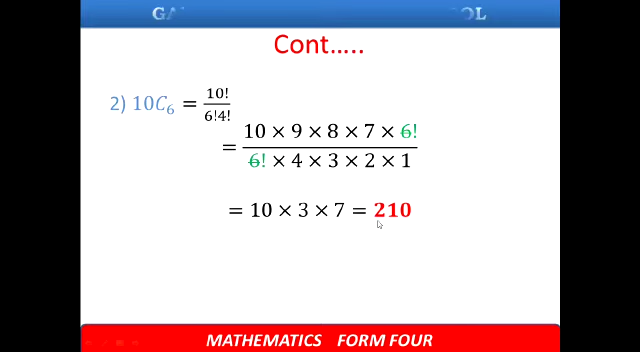 Cont.....
2) 10C₆ = 10!/6!4!
= 10 × 9 × 8 × 7 × 6!/6! × 4 × 3 × 2 × 1
= 10 × 3 × 7 = 210
MATHEMATICS FORM FOUR